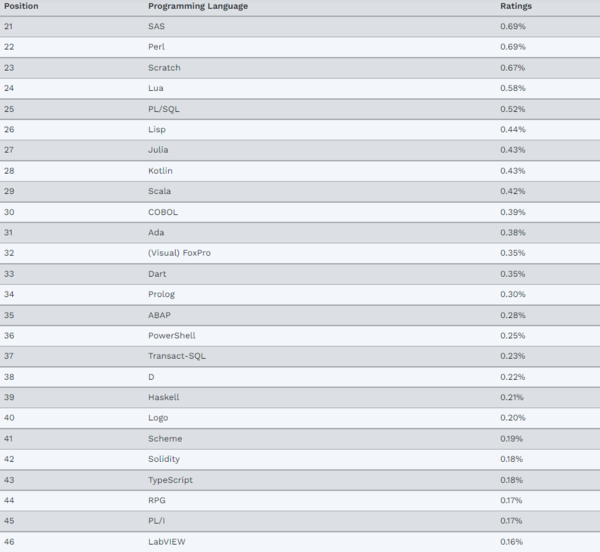 Position Programming Language Ratings
21 SAS 0.69%
22 Perl 0.69%
23 Scratch 0.67%
24 Lua 0.58%
25 PL/SQL 0.52%
26 Lisp 0.44%
27 Julia 0.43%
28 Kotlin 0.43%
29 Scala 0.42%
30 COBOL 0.39%
31 Ada 0.38%
32 (Visual) FoxPro 0.35%
33 Dart 0.35%
34 Prolog 0.30%
35 ABAP 0.28%
36 PowerShell 0.25%
37 Transact-SQL 0.23%
38 D 0.22%
39 Haskell 0.21%
40 Logo 0.20%
41 Scheme 0.19%
42 Solidity 0.18%
43 TypeScript 0.18%
44 RPG 0.17%
45 PL/I 0.17%
46 LabVIEW 0.16%